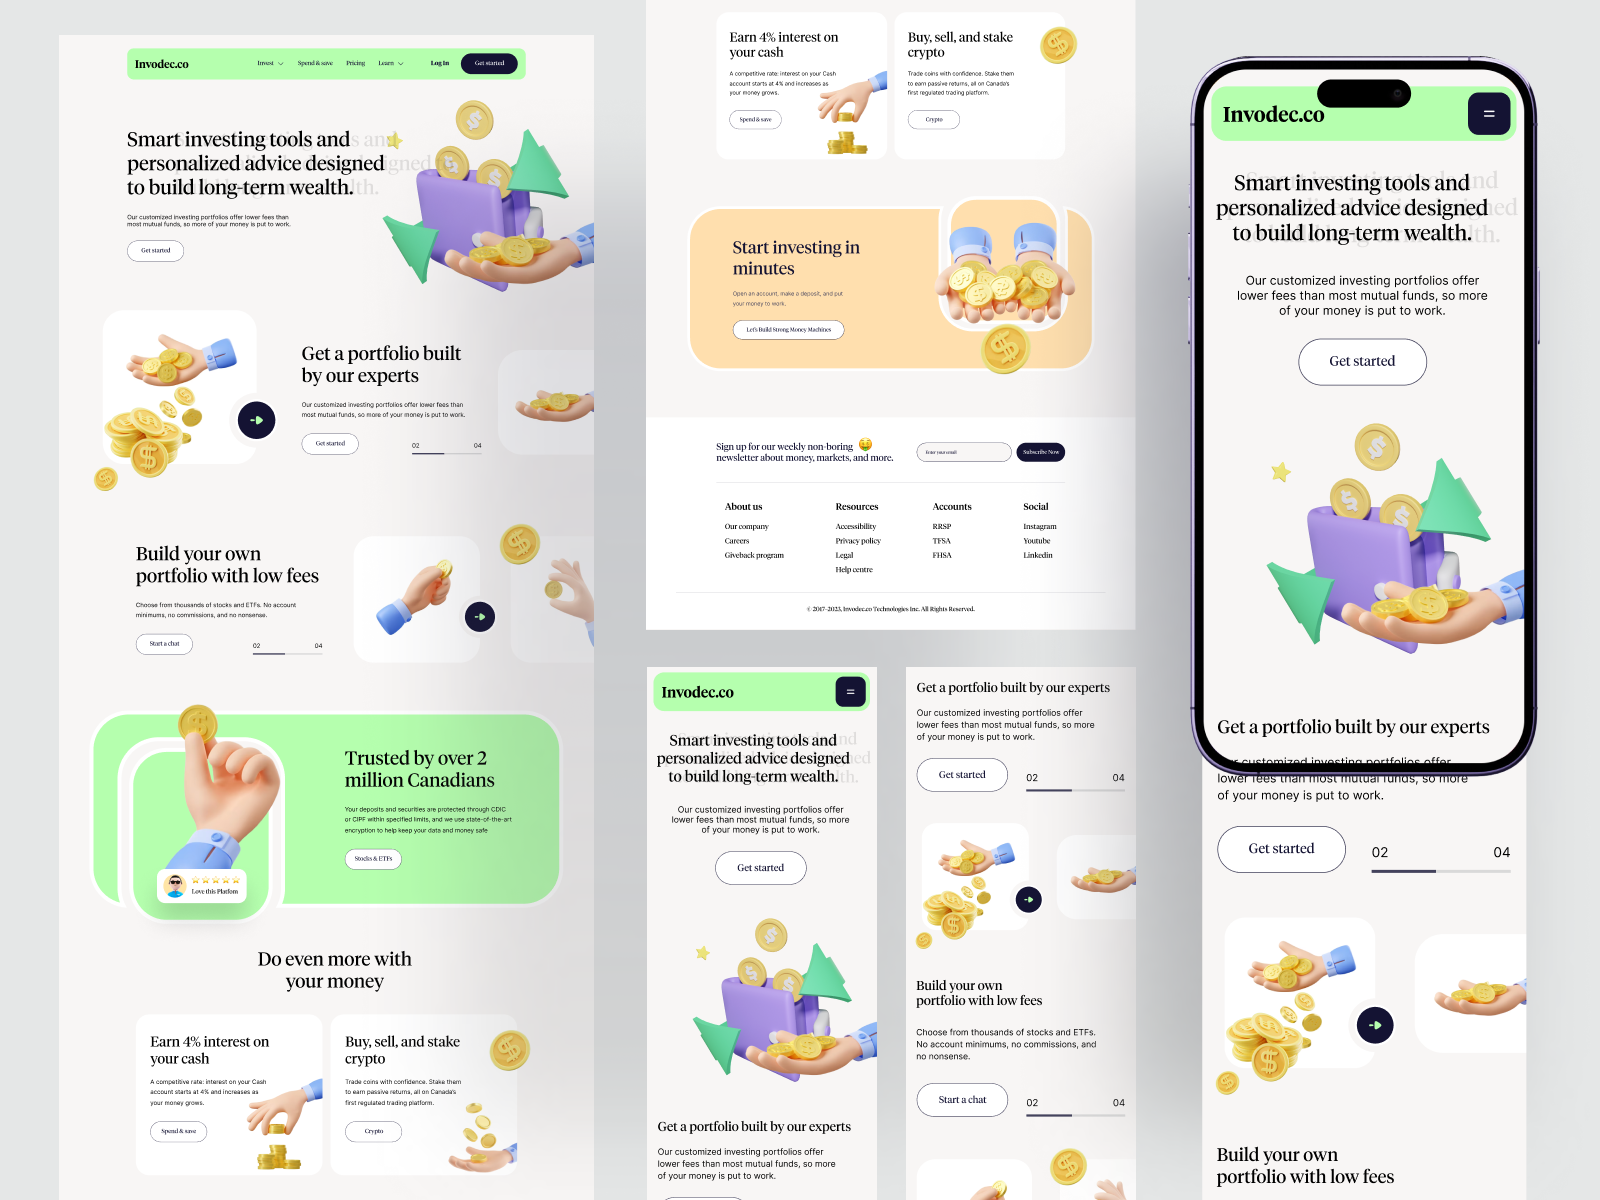 Invodec.co
Invest
Spend & save
Pricing
Learn
Log In
Get started
Smart investing tools and
personalized advice designed
to build long-term wealth.
Our customized investing portfolios offer lower fees than
most mutual funds, so more of your money is put to work.
Get started
Get a portfolio built
by our experts
Our customized investing portfolios offer lower fees than
most mutual funds, so more of your money is put to work.
Get started
02
04
Build your own
portfolio with low fees
Choose from thousands of stocks and ETFs. No account
minimums, no commissions, and no nonsense.
Start a chat
02
04
Trusted by over 2
million Canadians
Your deposits and securities are protected through CDIC
or CIPF within specified limits, and we use state-of-the-art
encryption to help keep your data and money safe
Stocks & ETFs
Love this Platfom
Do even more with
your money
Earn 4% interest on
your cash
A competitive rate: interest on your Cash
account starts at 4% and increases as
your money grows.
Spend & save
Buy, sell, and stake
crypto
Trade coins with confidence. Stake them
to earn passive returns, all on Canada's
first regulated trading platform.
Crypto
Earn 4% interest on
your cash
A competitive rate: interest on your Cash
account starts at 4% and increases as
your money grows.
Spend & save
Buy, sell, and stake
crypto
Trade coins with confidence. Stake them
to earn passive returns, all on Canada's
first regulated trading platform.
Crypto
Start investing in
minutes
Open an account, make a deposit, and put
your money to work.
Let's Build Strong Money Machines
Sign up for our weekly non-boring
newsletter about money, markets, and more.
Enter your email
Subscribe Now
About us
Our company
Careers
Giveback program
Resources
Accessibility
Privacy policy
Legal
Help centre
Accounts
RRSP
TFSA
FHSA
Social
Instagram
Youtube
Linkedin
© 2017-2023, Invodec.co Technologies Inc. All Rights Reserved.
Invodec.co
Smart investing tools and
personalized advice designed
to build long-term wealth.
Our customized investing portfolios offer
lower fees than most mutual funds, so more
of your money is put to work.
Get started
Get a portfolio built by our experts
Our customized investing portfolios offer
lower fees than most mutual funds, so more
of your money is put to work.
Get a portfolio built by our experts
Our customized investing portfolios offer
lower fees than most mutual funds, so more
of your money is put to work.
Get started
02
04
Build your own
portfolio with low fees
Choose from thousands of stocks and ETFs.
No account minimums, no commissions, and
no nonsense.
Start a chat
02
04
Invodec.co
Smart investing tools and
personalized advice designed
to build long-term wealth.
Our customized investing portfolios offer
lower fees than most mutual funds, so more
of your money is put to work.
Get started
Get a portfolio built by our experts
Our customized investing portfolios offer
lower fees than most mutual funds, so more
of your money is put to work.
Get started
02
04
Build your own
portfolio with low fees